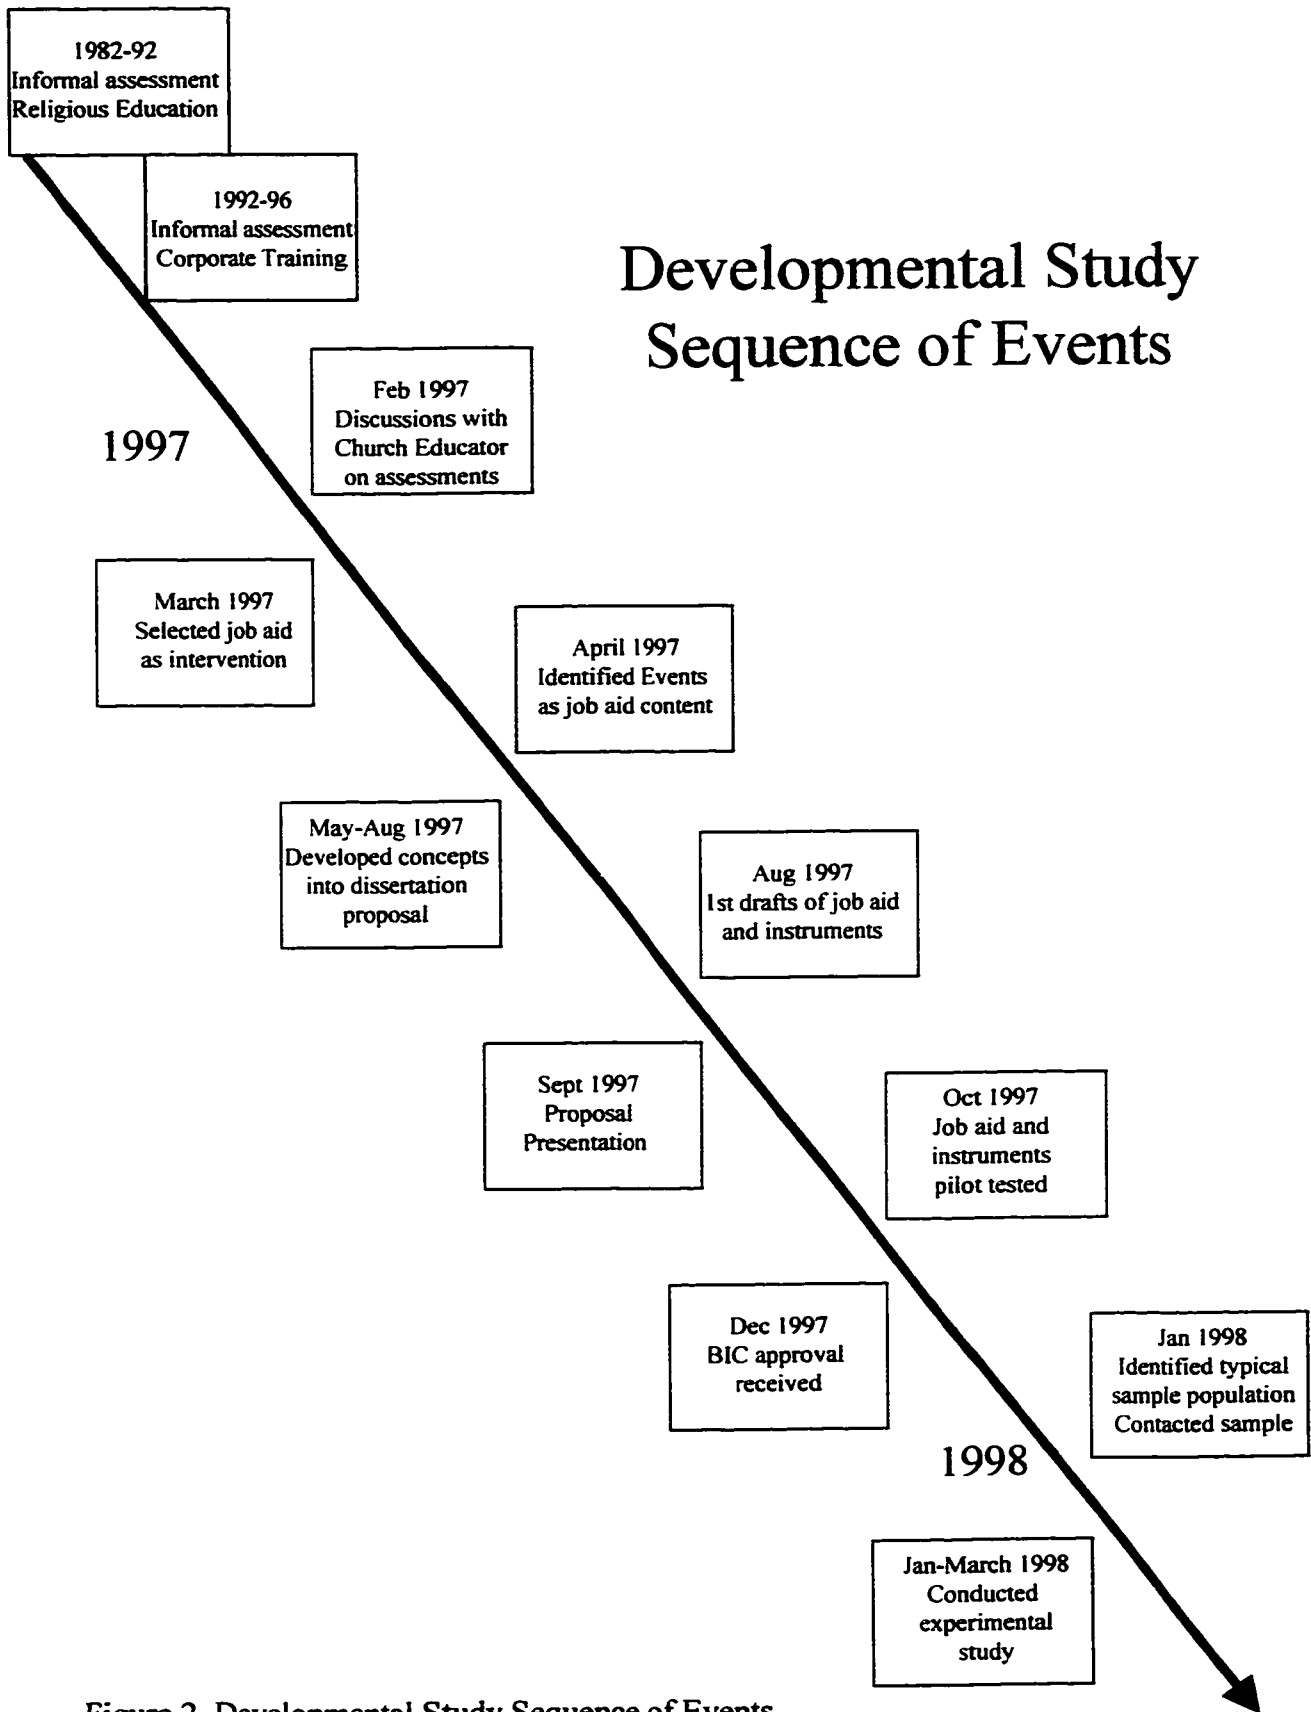 1982-92
Informal assessment
Religious Education
1992-96
Informal assessment
Corporate Training
Developmental Study
Sequence of Events
Feb 1997
Discussions with
Church Educator
on assessments
1997
March 1997
Selected job aid
as intervention
April 1997
Identified Events
as job aid content
May-Aug 1997
Developed concepts
into dissertation
proposal
Aug 1997
1st drafts of job aid
and instruments
Sept 1997
Proposal
Presentation
Oct 1997
Job aid and
instruments
pilot tested
Dec 1997
BIC approval
received
Jan 1998
Identified typical
sample population
Contacted sample
1998
Jan-March 1998
Conducted
experimental
study
Figure 2. Developmental Study Sequence of Events